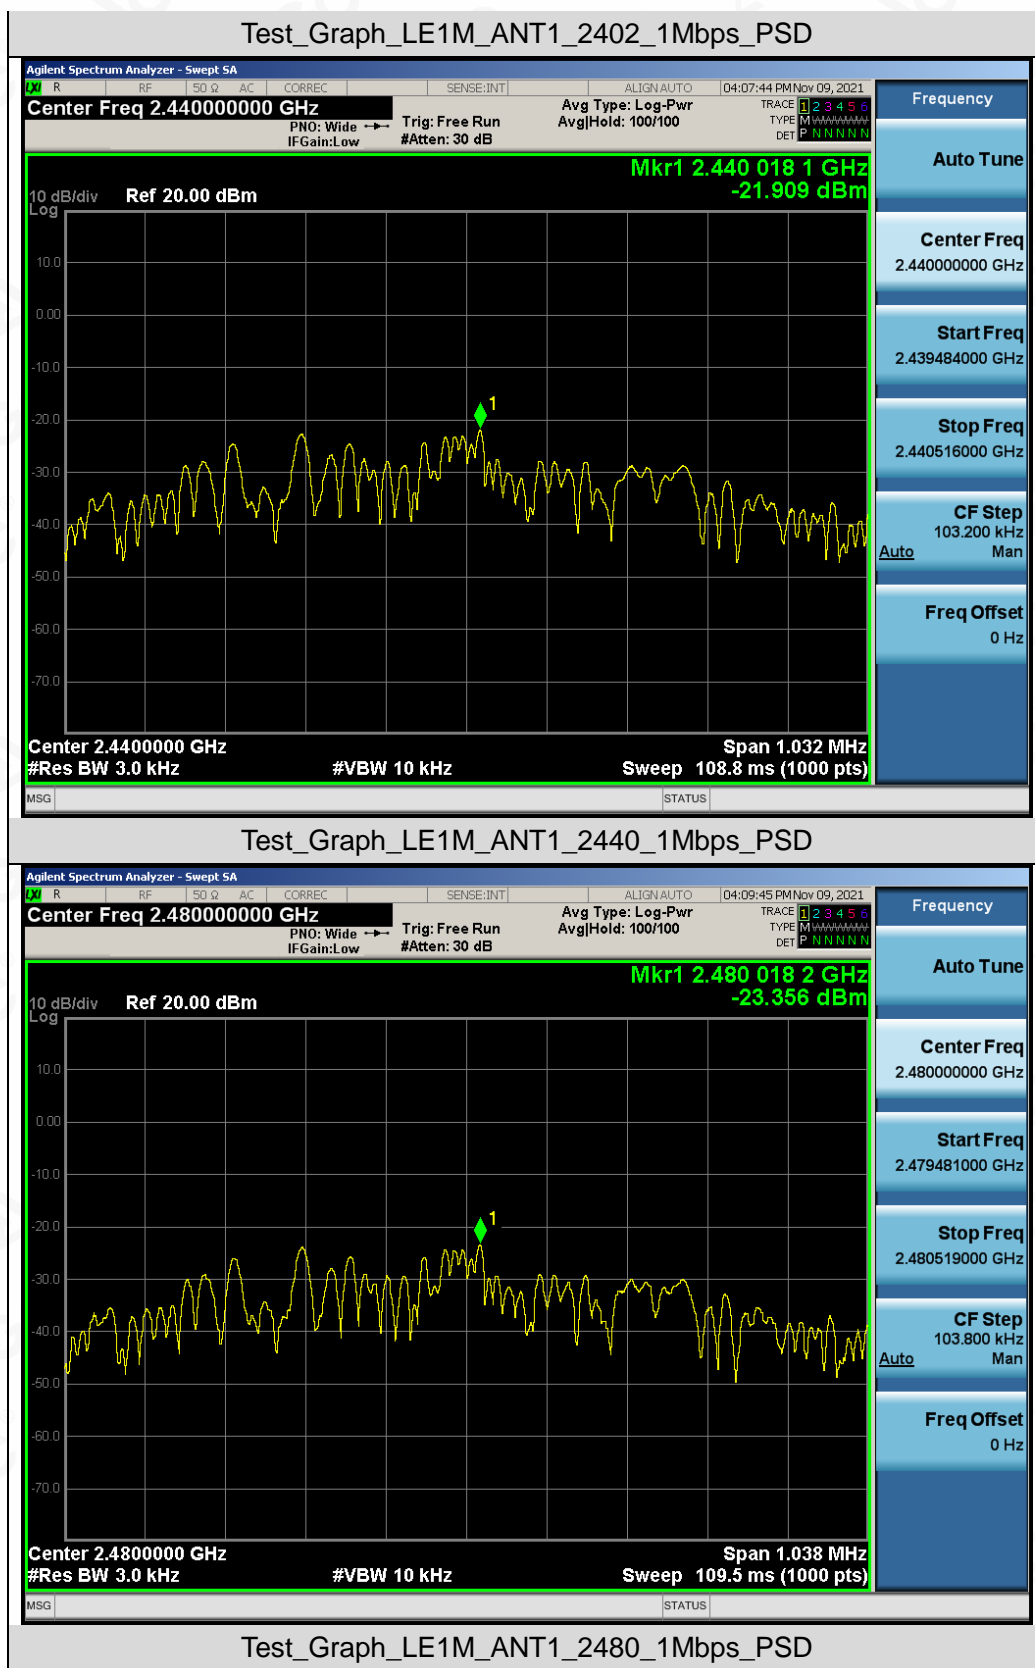 Test_Graph_LE1M_ANT1_2402_1Mbps_PSD
Agilent Spectrum Analyzer - Swept SA
LXI R RF 50 Ω AC CORREC SENSE:INT ALIGN AUTO 04:07:44 PM Nov 09, 2021
Center Freq 2.440000000 GHz
PNO: Wide
IFGain:Low
Trig: Free Run
#Atten: 30 dB
Avg Type: Log-Pwr
Avg|Hold: 100/100
TRACE 1 2 3 4 5 6
TYPE M WWWWW
DET P N N N N N
Mkr1 2.440 018 1 GHz
-21.909 dBm
10 dB/div Ref 20.00 dBm
Log
10.0
0.00
-10.0
-20.0
-30.0
-40.0
-50.0
-60.0
-70.0
1
Center 2.4400000 GHz Span 1.032 MHz
#Res BW 3.0 kHz #VBW 10 kHz Sweep 108.8 ms (1000 pts)
MSG STATUS
Frequency
Auto Tune
Center Freq
2.440000000 GHz
Start Freq
2.439484000 GHz
Stop Freq
2.440516000 GHz
CF Step
103.200 kHz
Auto Man
Freq Offset
0 Hz
Test_Graph_LE1M_ANT1_2440_1Mbps_PSD
Agilent Spectrum Analyzer - Swept SA
LXI R RF 50 Ω AC CORREC SENSE:INT ALIGN AUTO 04:09:45 PM Nov 09, 2021
Center Freq 2.480000000 GHz
PNO: Wide
IFGain:Low
Trig: Free Run
#Atten: 30 dB
Avg Type: Log-Pwr
Avg|Hold: 100/100
TRACE 1 2 3 4 5 6
TYPE M WWWWW
DET P N N N N N
Mkr1 2.480 018 2 GHz
-23.356 dBm
10 dB/div Ref 20.00 dBm
Log
10.0
0.00
-10.0
-20.0
-30.0
-40.0
-50.0
-60.0
-70.0
1
Center 2.4800000 GHz Span 1.038 MHz
#Res BW 3.0 kHz #VBW 10 kHz Sweep 109.5 ms (1000 pts)
MSG STATUS
Frequency
Auto Tune
Center Freq
2.480000000 GHz
Start Freq
2.479481000 GHz
Stop Freq
2.480519000 GHz
CF Step
103.800 kHz
Auto Man
Freq Offset
0 Hz
Test_Graph_LE1M_ANT1_2480_1Mbps_PSD